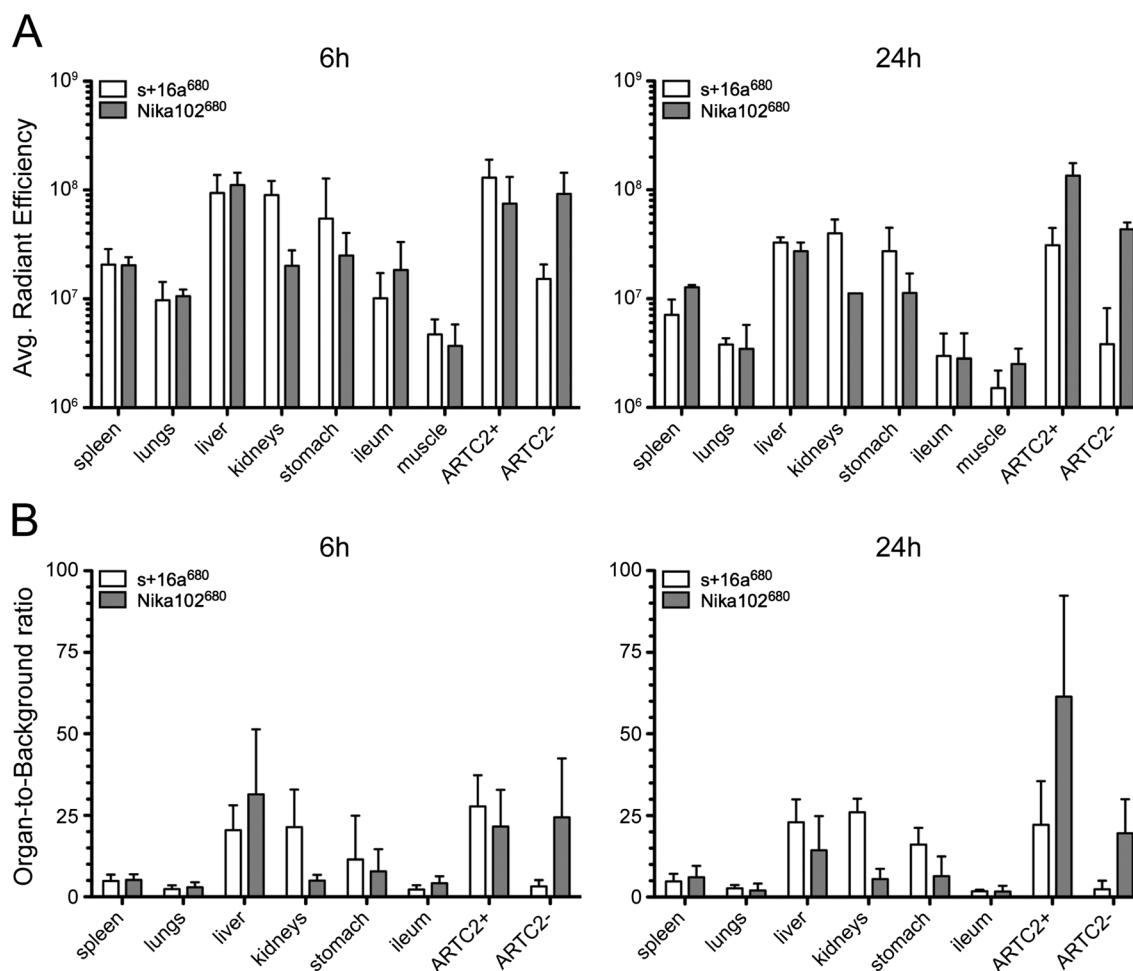 A
6h
24h
Avg. Radiant Efficiency
10⁹
10⁸
10⁷
10⁶
s+16a⁶⁸⁰
Nika102⁶⁸⁰
spleen
lungs
liver
kidneys
stomach
ileum
muscle
ARTC2+
ARTC2-
10⁹
10⁸
10⁷
10⁶
s+16a⁶⁸⁰
Nika102⁶⁸⁰
spleen
lungs
liver
kidneys
stomach
ileum
muscle
ARTC2+
ARTC2-
B
6h
24h
Organ-to-Background ratio
100
75
50
25
0
s+16a⁶⁸⁰
Nika102⁶⁸⁰
spleen
lungs
liver
kidneys
stomach
ileum
ARTC2+
ARTC2-
100
75
50
25
0
s+16a⁶⁸⁰
Nika102⁶⁸⁰
spleen
lungs
liver
kidneys
stomach
ileum
ARTC2+
ARTC2-